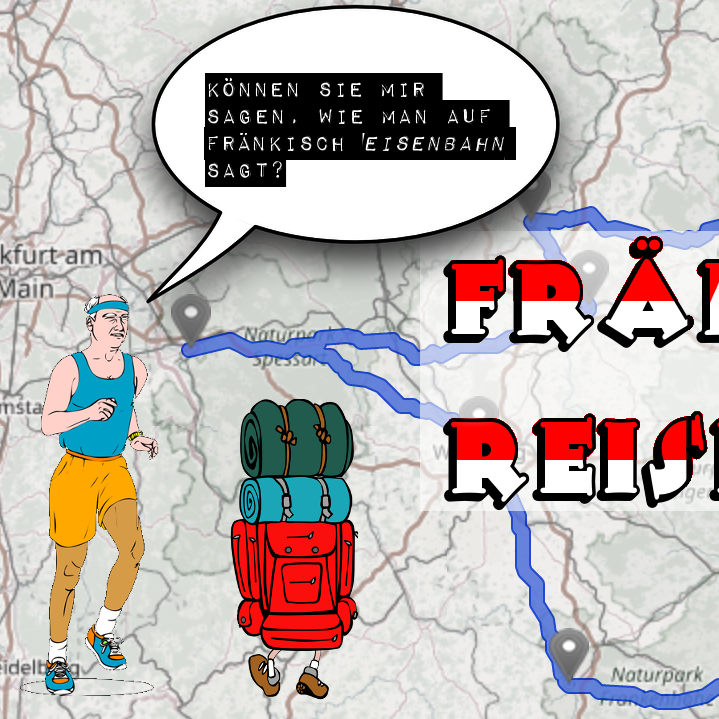 KÖNNEN SIE MIR
SAGEN, WIE MAN AUF
FRÄNKISCH 'EISENBAHN
SAGT?
kfurt am
Main
FRÄ
Naturpark
Spessart
REIS
Naturpark